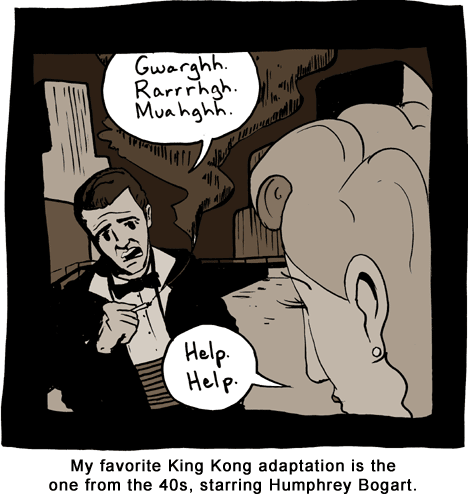 Gwarghh.
Rarrrhgh.
Muahghh.
Help.
Help.
My favorite King Kong adaptation is the
one from the 40s, starring Humphrey Bogart.